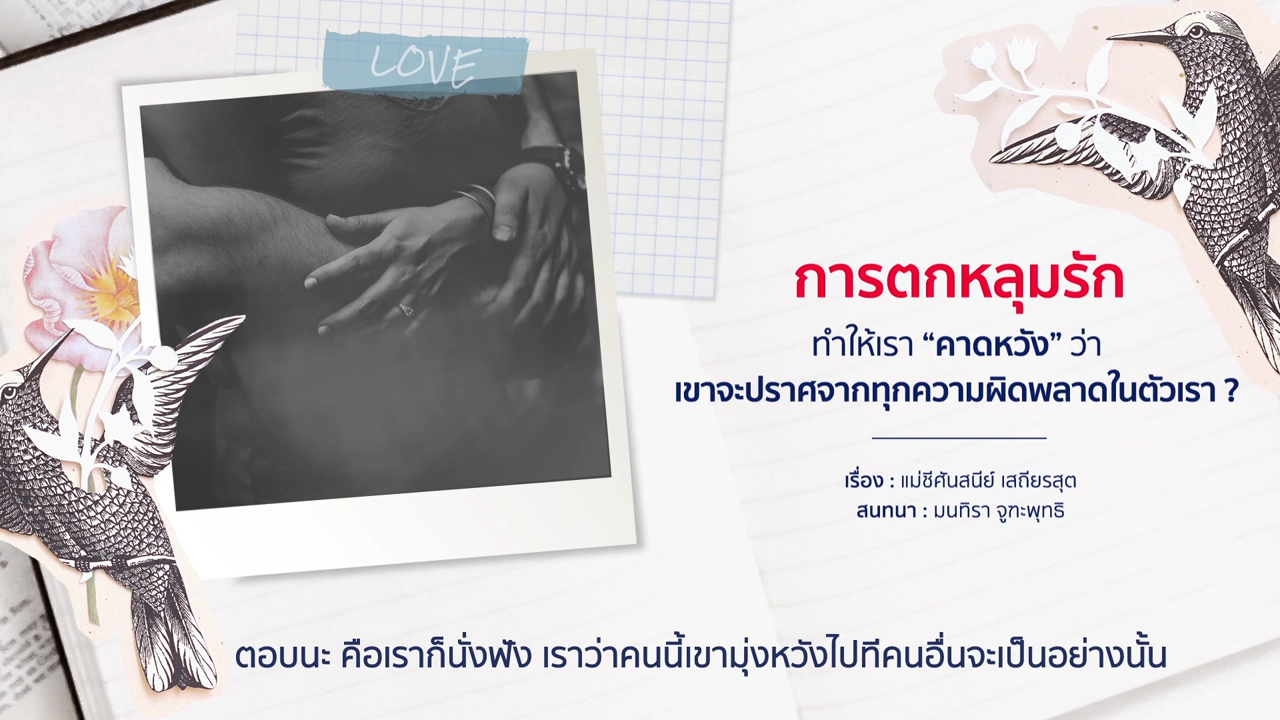 LOVE
การตกหลุมรัก
ทำให้เรา “คาดหวัง” ว่า
เขาจะปราศจากทุกความผิดพลาดในตัวเรา ?
เรื่อง : แม่ชีศันสนีย์ เสถียรสุต
สนทนา : มนทิรา จูฑะพุทธิ
ตอบนะ คือเราก็นั่งฟัง เราว่าคนนี้เขามุ่งหวังไปทีคนอื่นจะเป็นอย่างนั้น